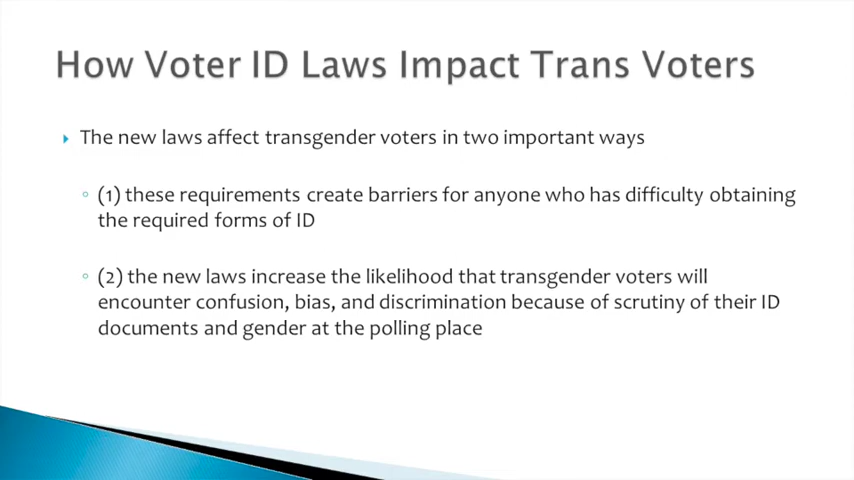 How Voter ID Laws Impact Trans Voters
The new laws affect transgender voters in two important ways
(1) these requirements create barriers for anyone who has difficulty obtaining
the required forms of ID
(2) the new laws increase the likelihood that transgender voters will
encounter confusion, bias, and discrimination because of scrutiny of their ID
documents and gender at the polling place